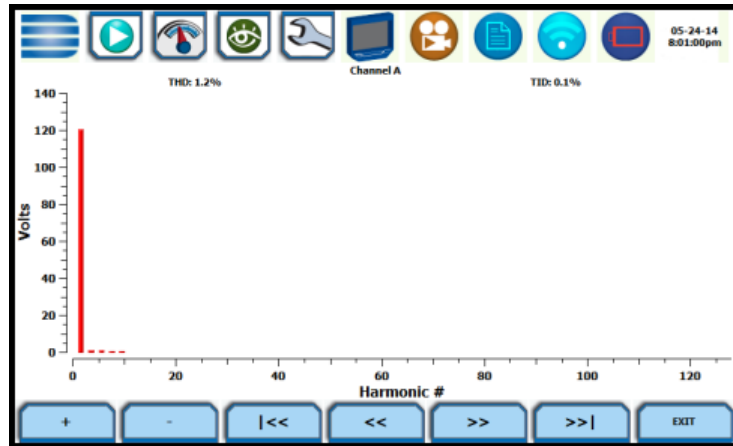 05-24-14
8:01:00pm
Channel A
THD: 1.2%
TID: 0.1%
140
120
100
80
60
40
20
0
Volts
0 20 40 60 80 100 120
Harmonic #
+ - |<< << >> >>| EXIT